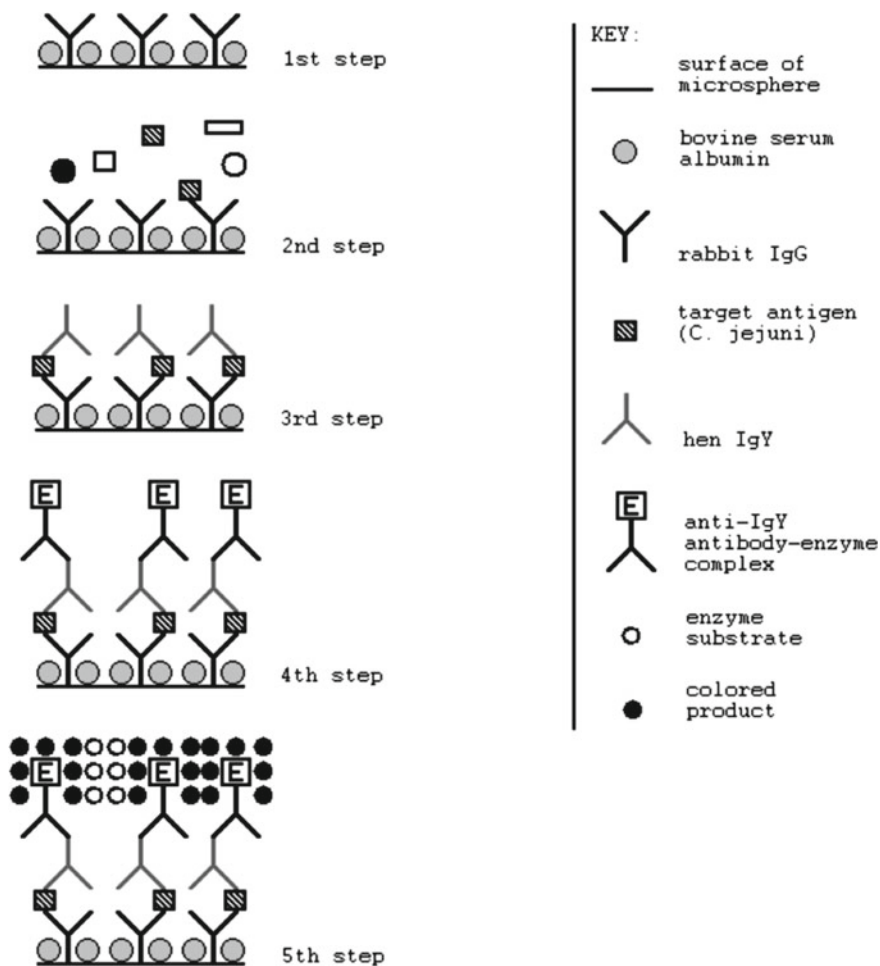 1st step
2nd step
3rd step
E E E
4th step
E E E
5th step
KEY:
surface of
microsphere
bovine serum
albumin
rabbit IgG
target antigen
(C. jejuni)
hen IgY
E
anti-IgY
antibody-enzyme
complex
enzyme
substrate
colored
product